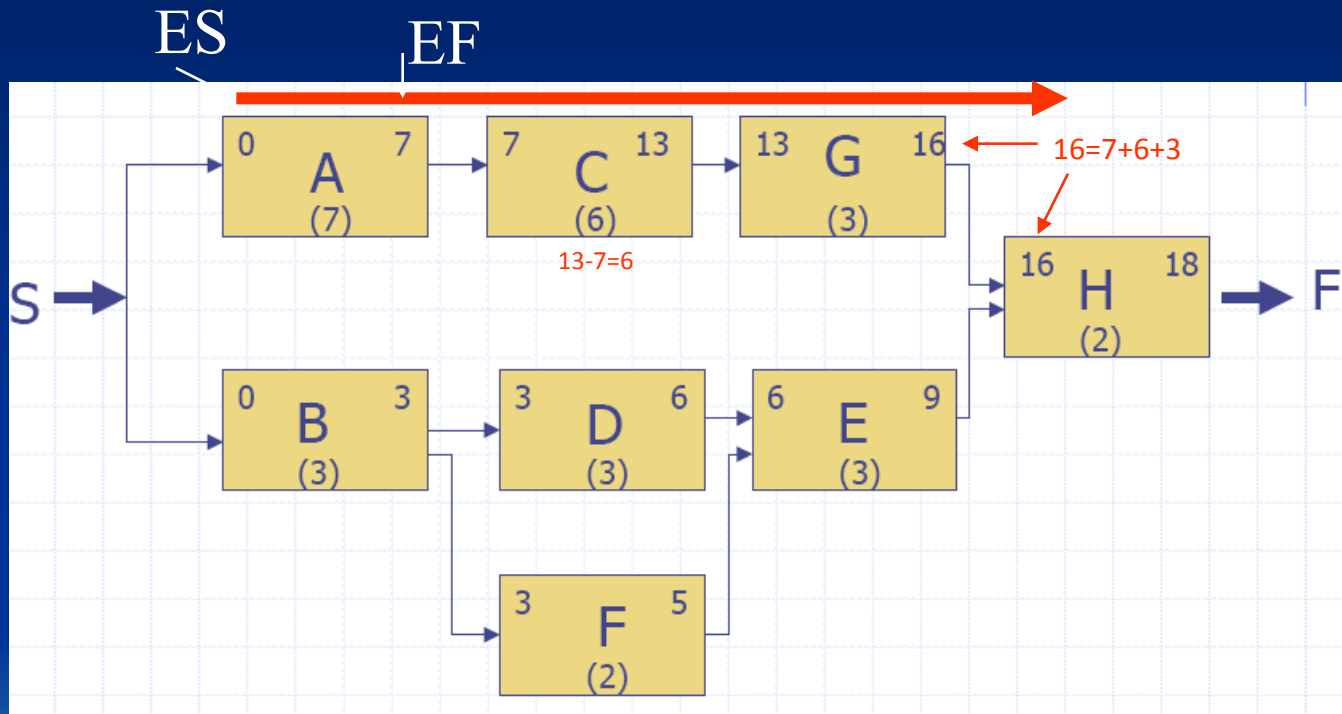 ES
EF
0 7
A
(7)
7 13
C
(6)
13-7=6
13 16
G
(3)
16=7+6+3
S
16 18
H
(2)
F
0 3
B
(3)
3 6
D
(3)
6 9
E
(3)
3 5
F
(2)